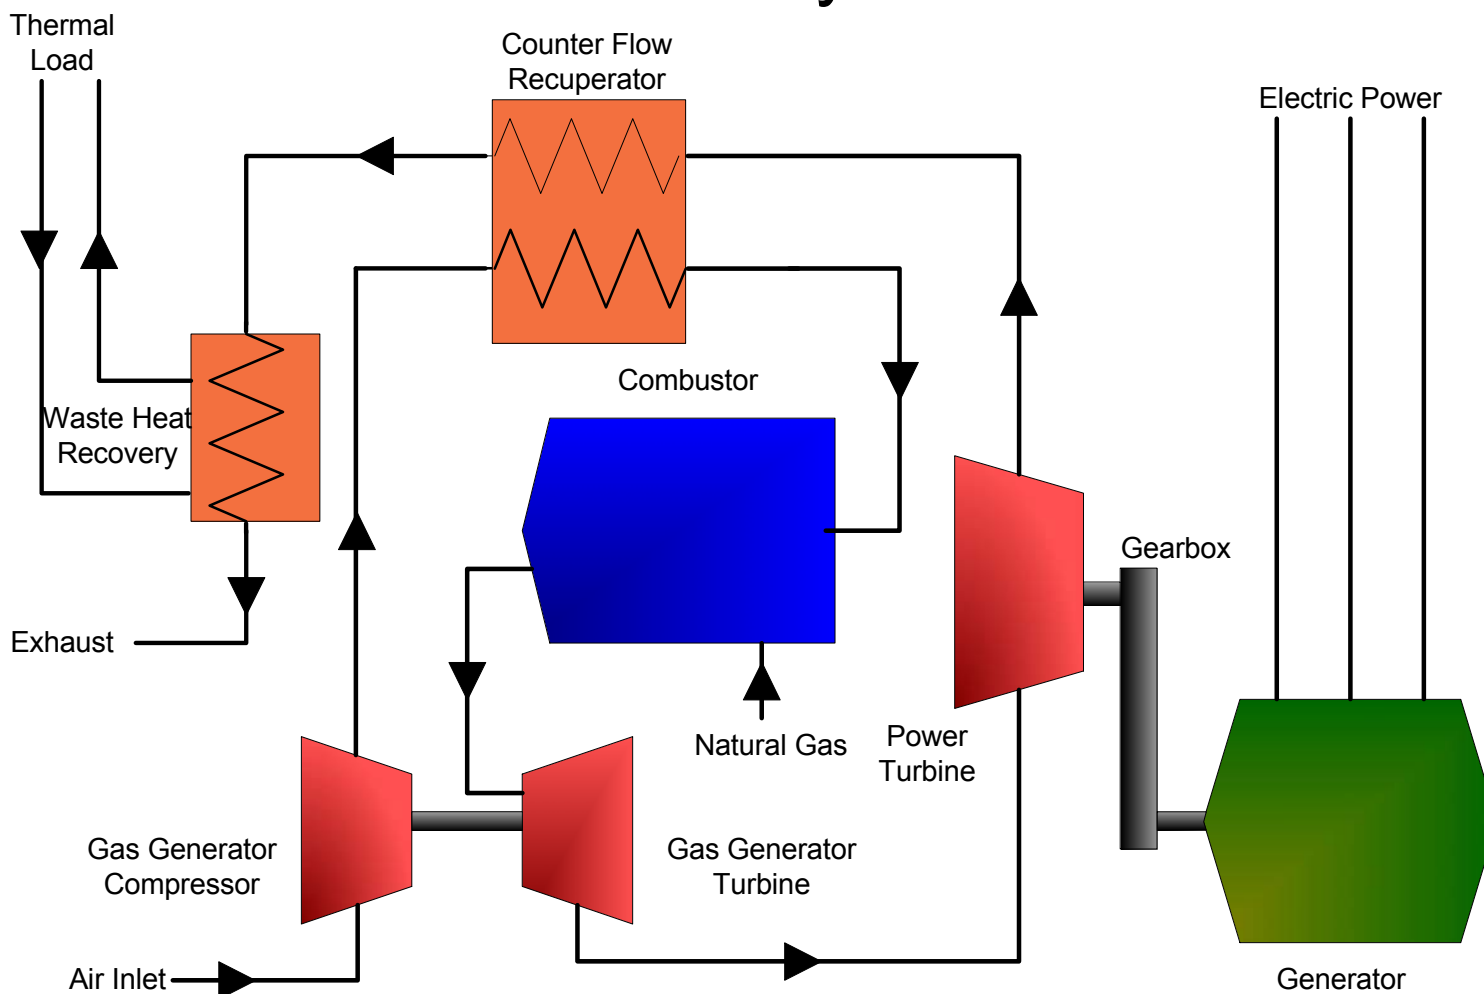 Thermal
Load
Counter Flow
Recuperator
Electric Power
Combustor
Waste Heat
Recovery
Gearbox
Exhaust
Natural Gas
Power
Turbine
Gas Generator
Compressor
Gas Generator
Turbine
Air Inlet
Generator